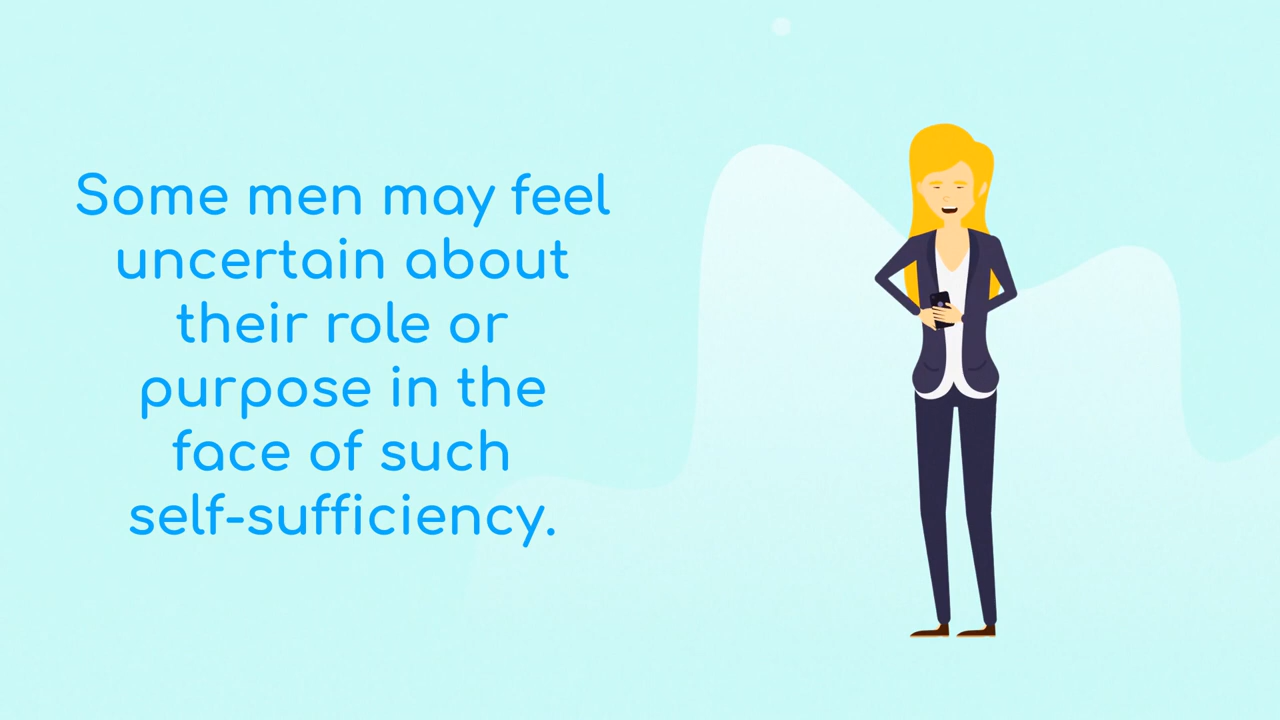 Some men may feel
uncertain about
their role or
purpose in the
face of such
self-sufficiency.